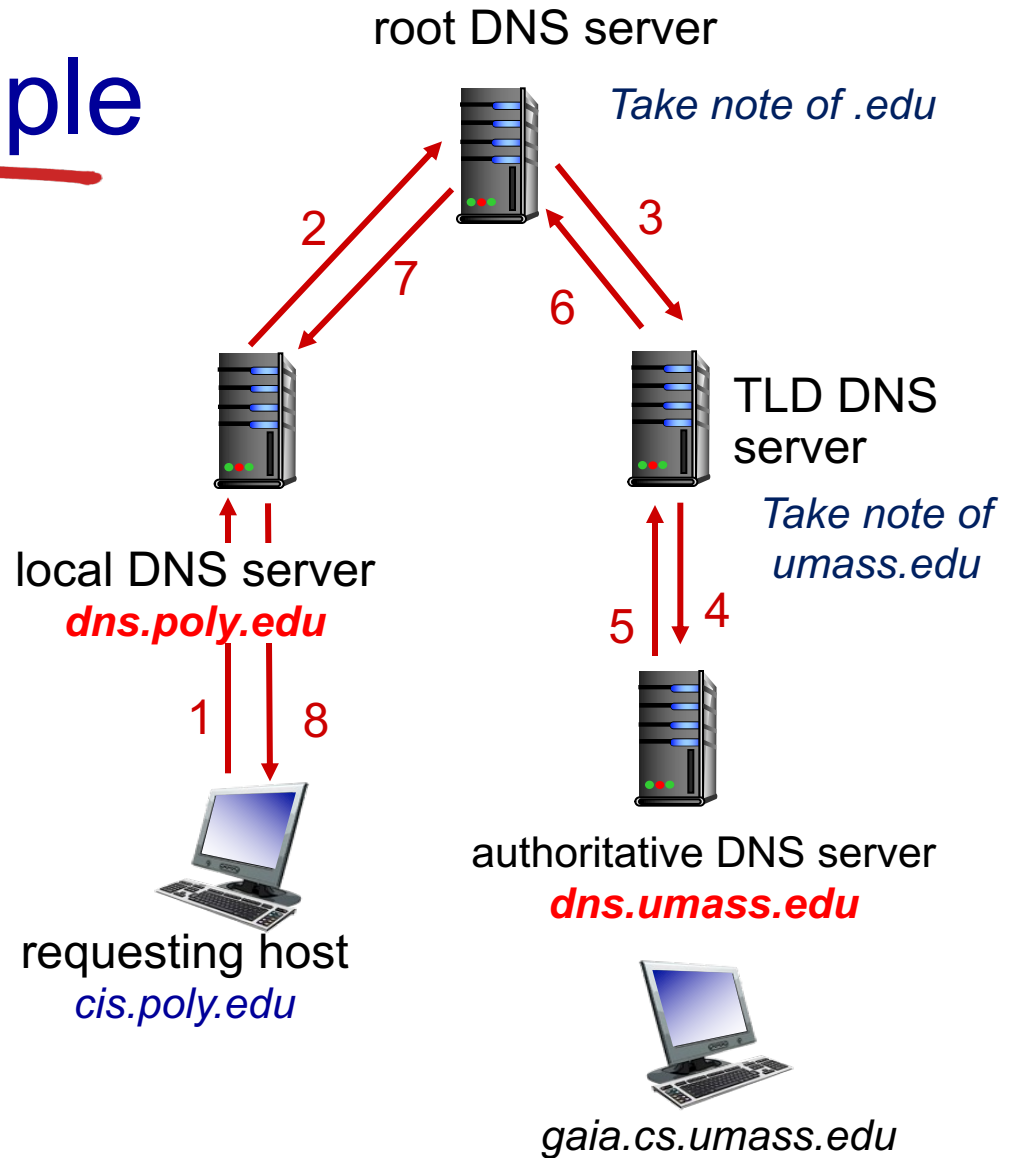 root DNS server
ple
Take note of .edu
2
3
7
6
TLD DNS
server
Take note of
umass.edu
local DNS server
dns.poly.edu
5
4
1
8
authoritative DNS server
dns.umass.edu
requesting host
cis.poly.edu
gaia.cs.umass.edu